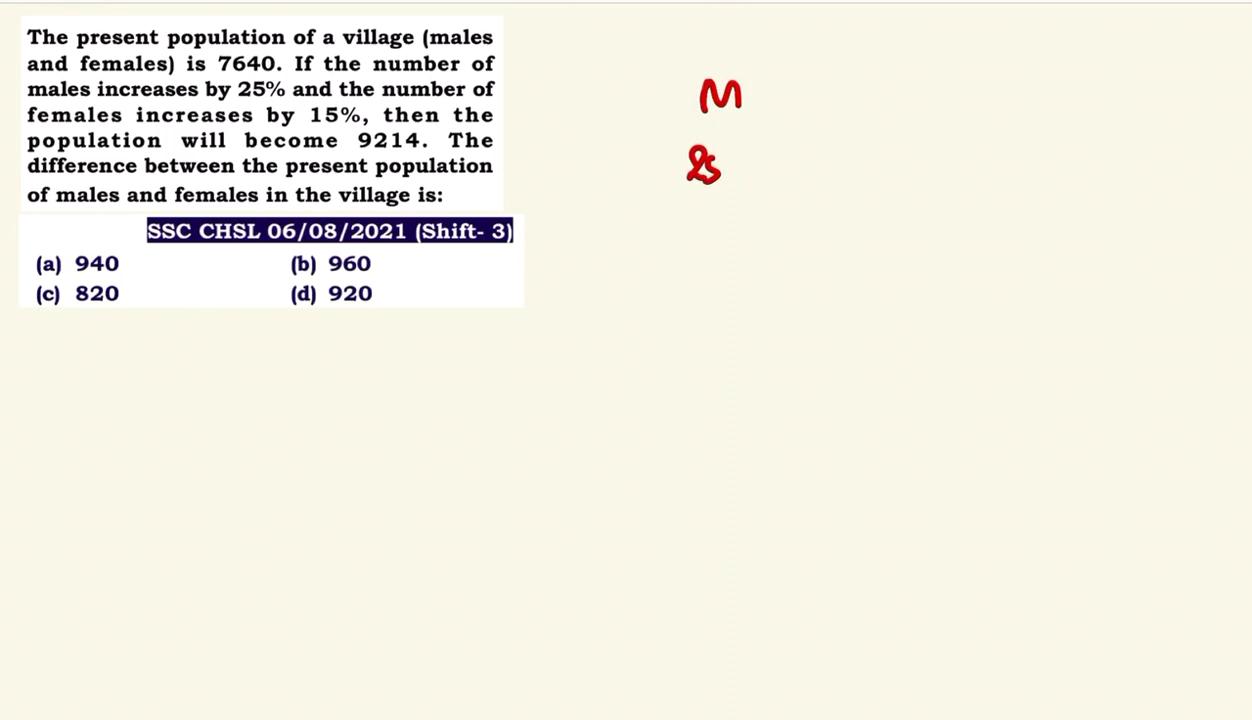 The present population of a village (males
and females) is 7640. If the number of
males increases by 25% and the number of
females increases by 15%, then the
population will become 9214. The
difference between the present population
of males and females in the village is:
SSC CHSL 06/08/2021 (Shift- 3)
(a) 940 (b) 960
(c) 820 (d) 920
M
25